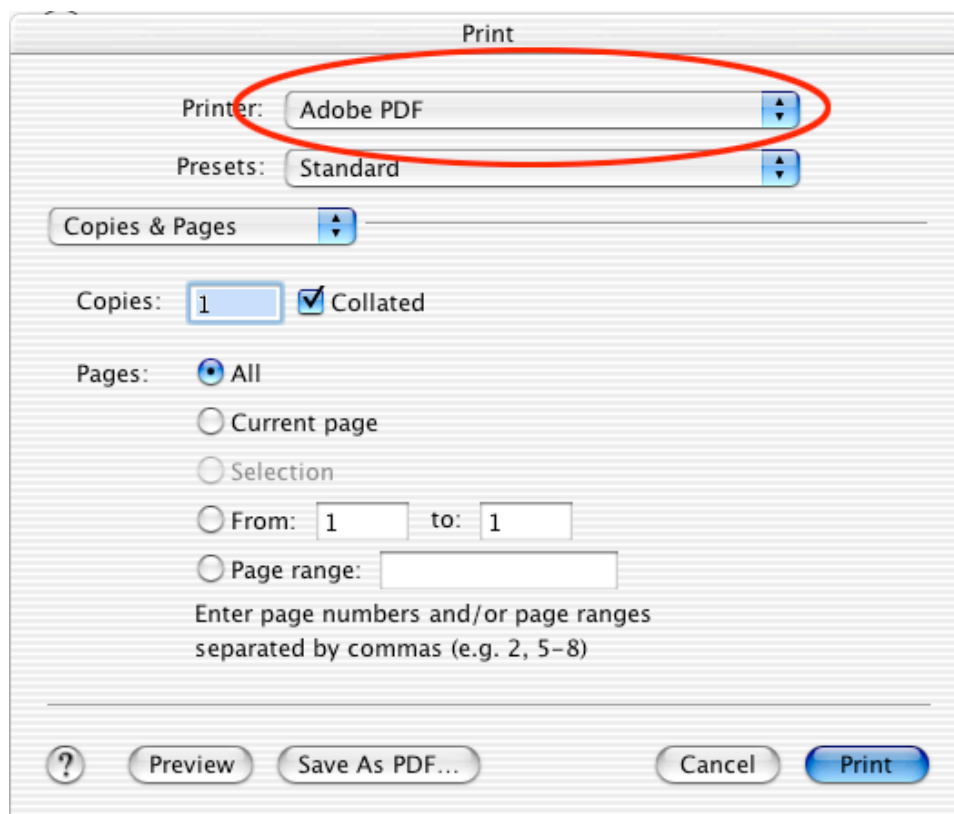 Print
Printer: Adobe PDF
Presets: Standard
Copies & Pages
Copies: 1 Collated
Pages: All
Current page
Selection
From: 1 to: 1
Page range:
Enter page numbers and/or page ranges
separated by commas (e.g. 2, 5–8)
? Preview Save As PDF... Cancel Print